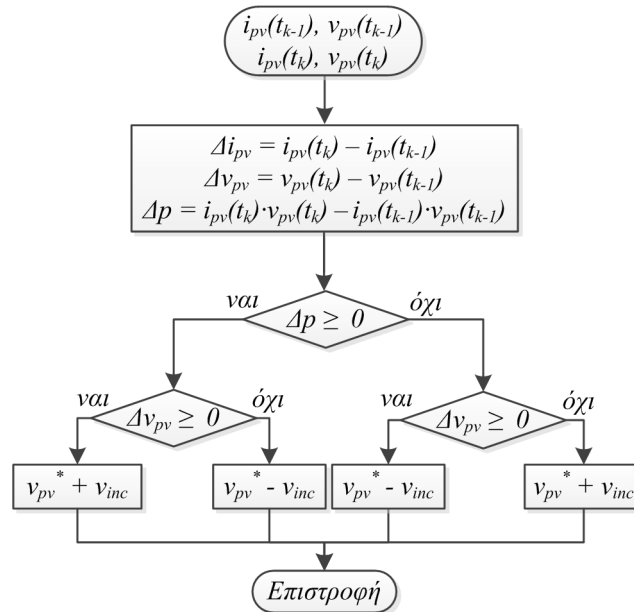 i_pv(t_k-1), v_pv(t_k-1)
i_pv(t_k), v_pv(t_k)
Δi_pv = i_pv(t_k) – i_pv(t_k-1)
Δv_pv = v_pv(t_k) – v_pv(t_k-1)
Δp = i_pv(t_k)·v_pv(t_k) – i_pv(t_k-1)·v_pv(t_k-1)
ναι
Δp ≥ 0
όχι
ναι
Δv_pv ≥ 0
όχι
ναι
Δv_pv ≥ 0
όχι
v_pv* + v_inc
v_pv* - v_inc
v_pv* - v_inc
v_pv* + v_inc
Επιστροφή